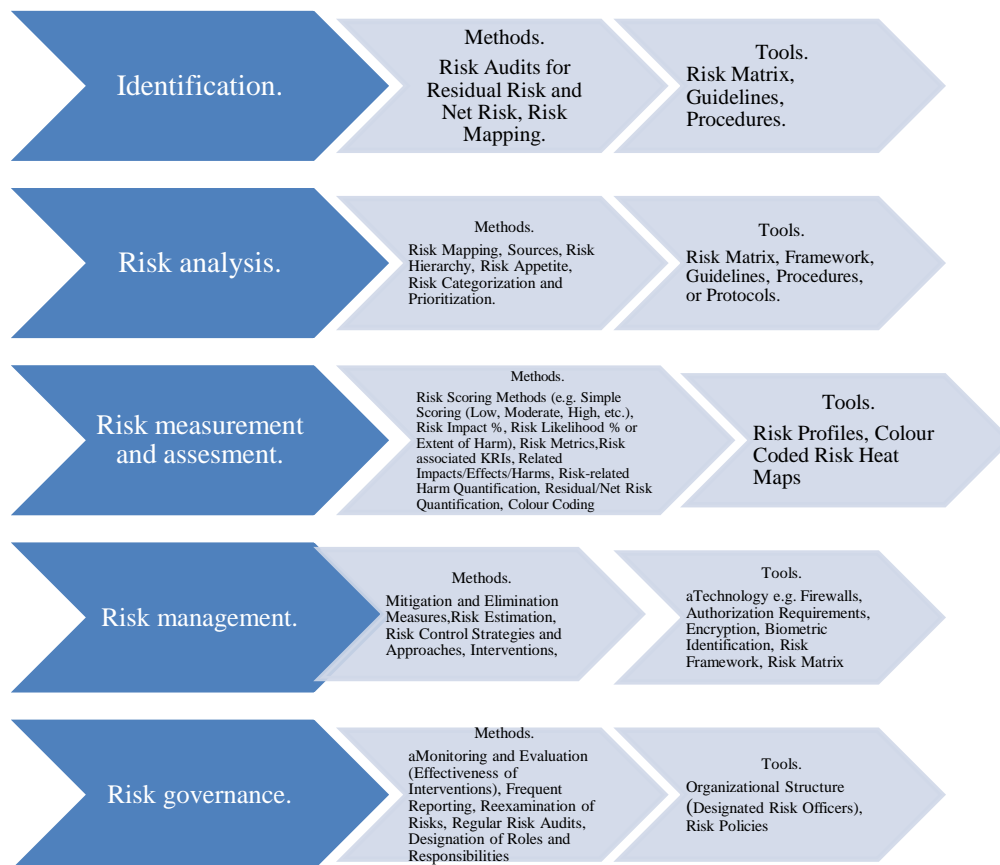 Identification.
Methods.
Risk Audits for
Residual Risk and
Net Risk, Risk
Mapping.
Tools.
Risk Matrix,
Guidelines,
Procedures.
Risk analysis.
Methods.
Risk Mapping, Sources, Risk
Hierarchy, Risk Appetite,
Risk Categorization and
Prioritization.
Tools.
Risk Matrix, Framework,
Guidelines, Procedures,
or Protocols.
Risk measurement
and assesment.
Methods.
Risk Scoring Methods (e.g. Simple
Scoring (Low, Moderate, High, etc.),
Risk Impact %, Risk Likelihood % or
Extent of Harm), Risk Metrics,Risk
associated KRIs, Related
Impacts/Effects/Harms, Risk-related
Harm Quantification, Residual/Net Risk
Quantification, Colour Coding
Tools.
Risk Profiles, Colour
Coded Risk Heat
Maps
Risk management.
Methods.
Mitigation and Elimination
Measures,Risk Estimation,
Risk Control Strategies and
Approaches, Interventions,
Tools.
aTechnology e.g. Firewalls,
Authorization Requirements,
Encryption, Biometric
Identification, Risk
Framework, Risk Matrix
Risk governance.
Methods.
aMonitoring and Evaluation
(Effectiveness of
Interventions), Frequent
Reporting, Reexamination of
Risks, Regular Risk Audits,
Designation of Roles and
Responsibilities
Tools.
Organizational Structure
(Designated Risk Officers),
Risk Policies